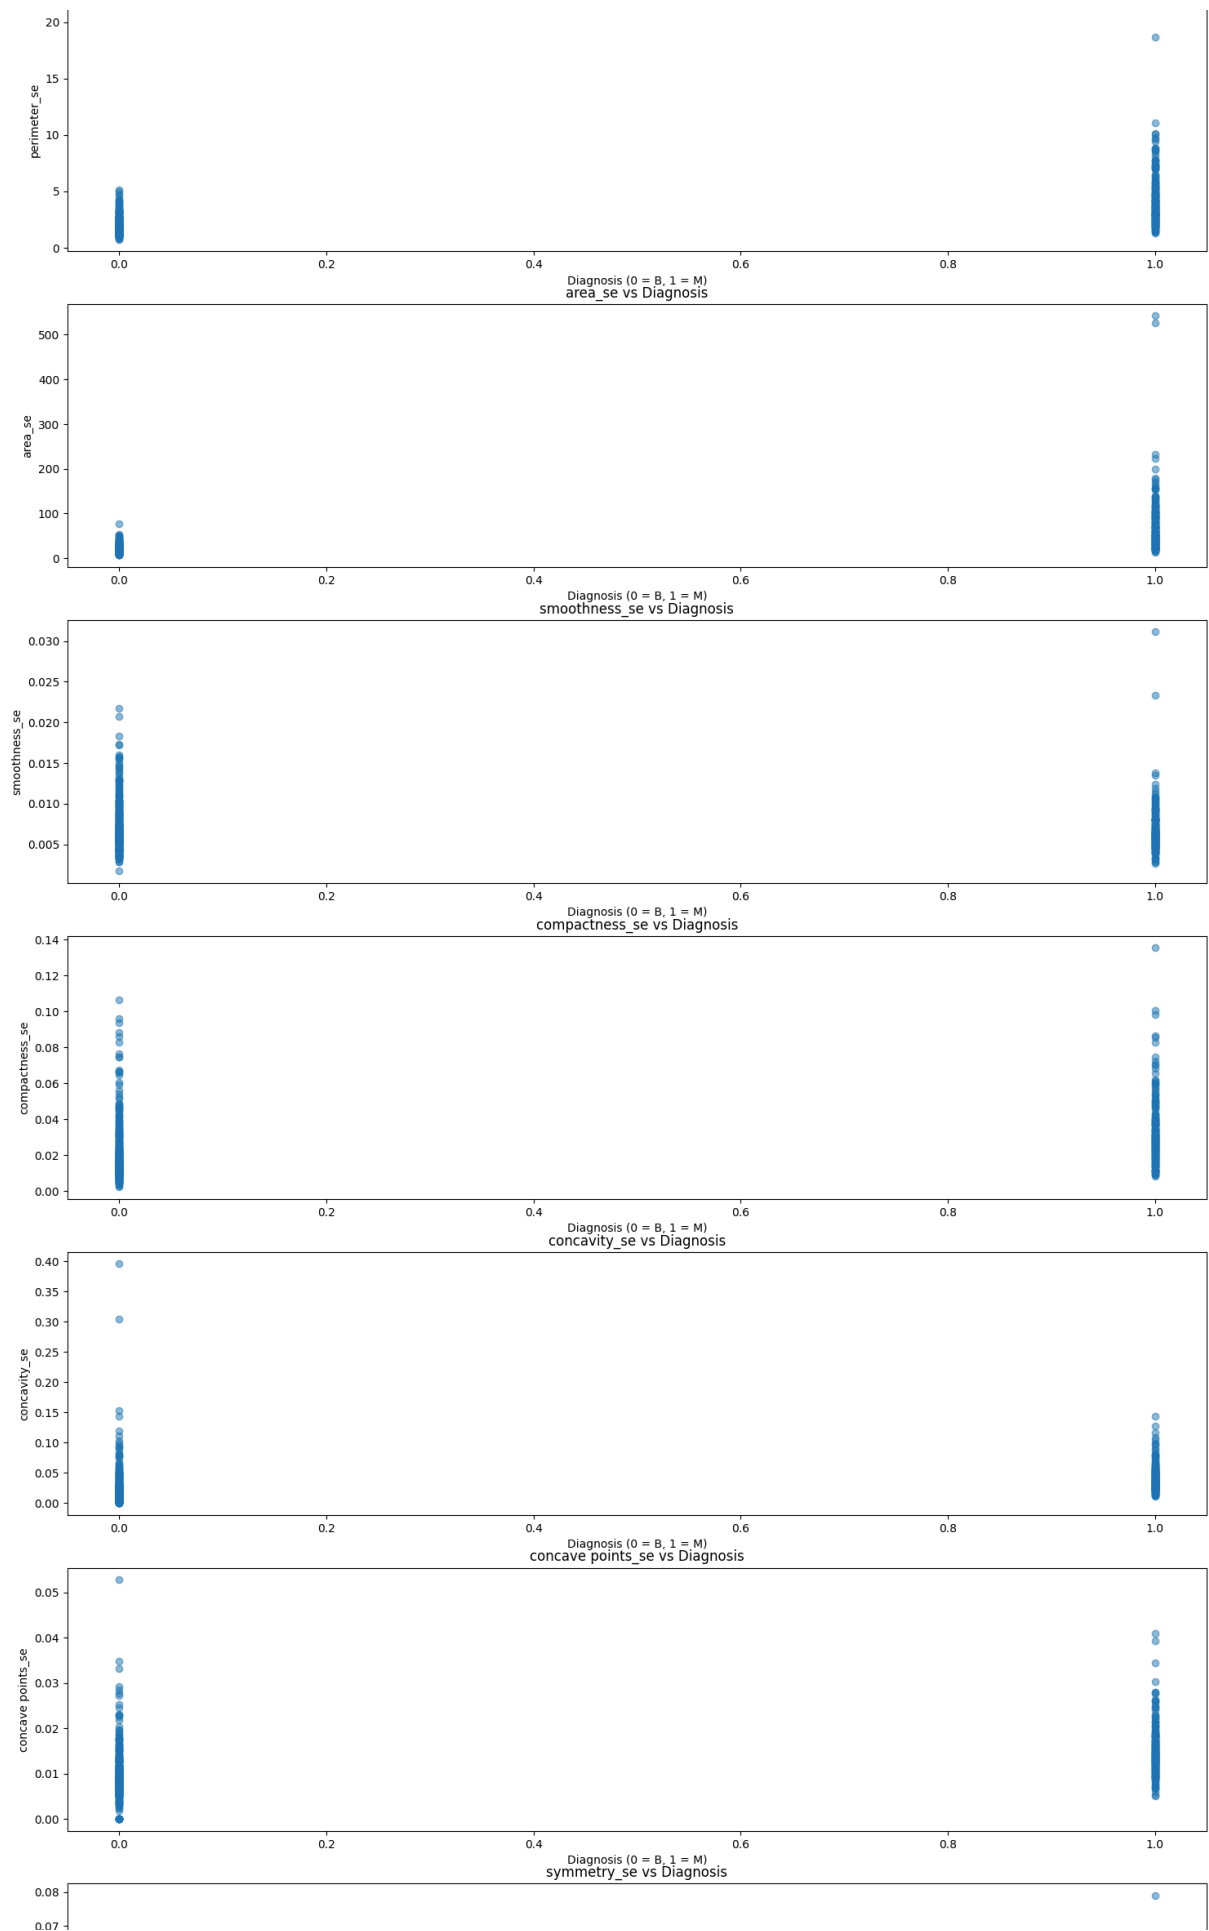 20
15
10
5
0
perimeter_se
0.0 0.2 0.4 0.6 0.8 1.0
Diagnosis (0 = B, 1 = M)
area_se vs Diagnosis
500
400
300
200
100
0
area_se
0.0 0.2 0.4 0.6 0.8 1.0
Diagnosis (0 = B, 1 = M)
smoothness_se vs Diagnosis
0.030
0.025
0.020
0.015
0.010
0.005
smoothness_se
0.0 0.2 0.4 0.6 0.8 1.0
Diagnosis (0 = B, 1 = M)
compactness_se vs Diagnosis
0.14
0.12
0.10
0.08
0.06
0.04
0.02
0.00
compactness_se
0.0 0.2 0.4 0.6 0.8 1.0
Diagnosis (0 = B, 1 = M)
concavity_se vs Diagnosis
0.40
0.35
0.30
0.25
0.20
0.15
0.10
0.05
0.00
concavity_se
0.0 0.2 0.4 0.6 0.8 1.0
Diagnosis (0 = B, 1 = M)
concave points_se vs Diagnosis
0.05
0.04
0.03
0.02
0.01
0.00
concave points_se
0.0 0.2 0.4 0.6 0.8 1.0
Diagnosis (0 = B, 1 = M)
symmetry_se vs Diagnosis
0.08
0.07